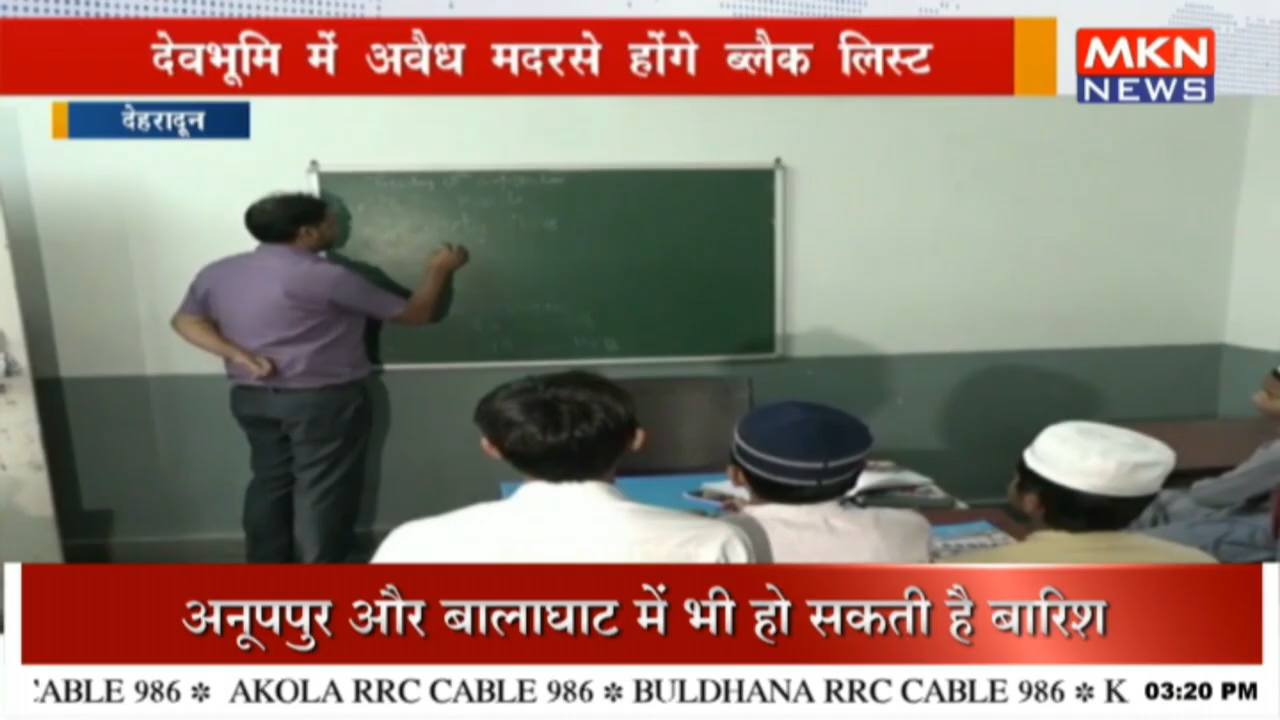 देवभूमि में अवैध मदरसे होंगे ब्लैक लिस्ट
MKN
NEWS
देहरादून
अनूपपुर और बालाघाट में भी हो सकती है बारिश
CABLE 986 ✼ AKOLA RRC CABLE 986 ✼ BULDHANA RRC CABLE 986 ✼ K
03:20 PM